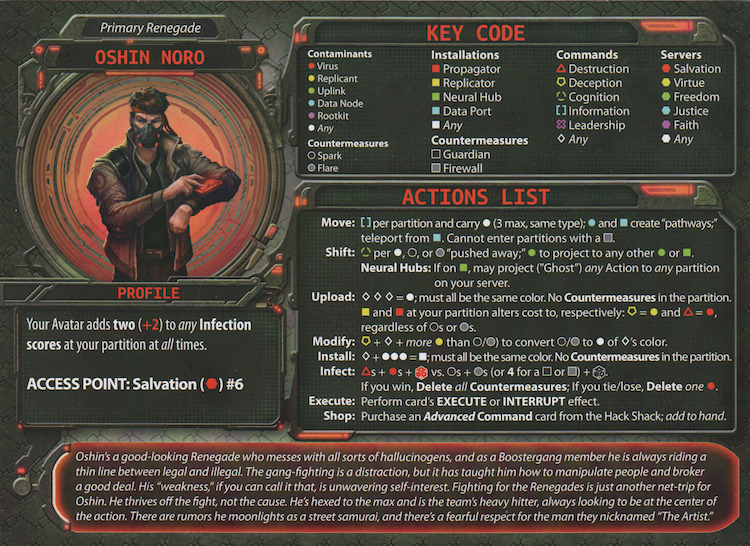 Primary Renegade
OSHIN NORO
PROFILE
Your Avatar adds two (+2) to any Infection
scores at your partition at all times.
ACCESS POINT: Salvation (⬢) #6
KEY CODE
Contaminants
● Virus
● Replicant
● Uplink
● Data Node
● Rootkit
● Any
Countermeasures
○ Spark
◎ Flare
Installations
■ Propagator
■ Replicator
■ Neural Hub
■ Data Port
■ Any
Countermeasures
□ Guardian
▣ Firewall
Commands
△ Destruction
⛉ Deception
◌ Cognition
[] Information
⌘ Leadership
◇ Any
Servers
⬢ Salvation
⬢ Virtue
⬢ Freedom
⬢ Justice
⬢ Faith
⬢ Any
ACTIONS LIST
Move: [] per partition and carry ● (3 max, same type); ● and ■ create “pathways;”
teleport from ■. Cannot enter partitions with a ▣.
Shift: ◌ per ●, ○, or ◎ “pushed away;” ● to project to any other ● or ■.
Neural Hubs: If on ■, may project (“Ghost”) any Action to any partition
on your server.
Upload: ◇ ◇ ◇ = ●; must all be the same color. No Countermeasures in the partition.
■ and ■ at your partition alters cost to, respectively: ⛉ = ● and △ = ●,
regardless of ○s or ◎s.
Modify: ⛉ + ◇ + more ● than ○/◎ to convert ○/◎ to ● of ◇’s color.
Install: ◇ + ●●● = ■; must all be the same color. No Countermeasures in the partition.
Infect: △s + ●s + 🎲 vs. ○s + ◎s (or 4 for a □ or ▣) + 🎲.
If you win, Delete all Countermeasures; If you tie/lose, Delete one ●.
Execute: Perform card’s EXECUTE or INTERRUPT effect.
Shop: Purchase an Advanced Command card from the Hack Shack; add to hand.
Oshin’s a good-looking Renegade who messes with all sorts of hallucinogens, and as a Boostergang member he is always riding a
thin line between legal and illegal. The gang-fighting is a distraction, but it has taught him how to manipulate people and broker
a good deal. His “weakness,” if you can call it that, is unwavering self-interest. Fighting for the Renegades is just another net-trip for
Oshin. He thrives off the fight, not the cause. He’s hexed to the max and is the team’s heavy hitter, always looking to be at the center of
the action. There are rumors he moonlights as a street samurai, and there’s a fearful respect for the man they nicknamed “The Artist.”